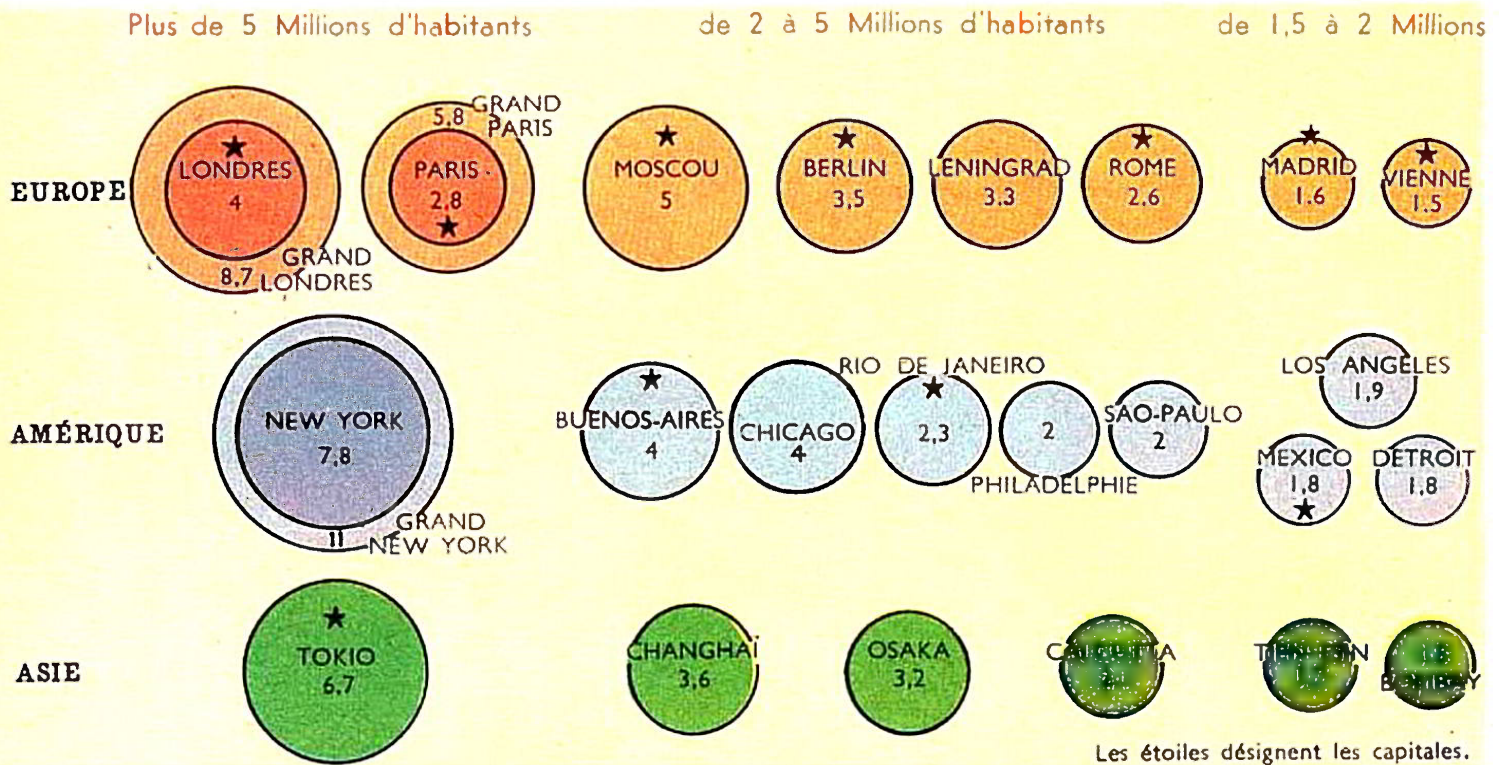 Plus de 5 Millions d'habitants
de 2 à 5 Millions d'habitants
de 1,5 à 2 Millions
EUROPE
LONDRES
4
8,7
GRAND
LONDRES
5,8
GRAND
PARIS
PARIS
2,8
MOSCOU
5
BERLIN
3,5
LENINGRAD
3,3
ROME
2,6
MADRID
1,6
VIENNE
1,5
AMÉRIQUE
NEW YORK
7,8
11
GRAND
NEW YORK
BUENOS-AIRES
4
CHICAGO
4
RIO DE JANEIRO
2,3
2
PHILADELPHIE
SAO-PAULO
2
LOS ANGELES
1,9
MEXICO
1,8
DETROIT
1,8
ASIE
TOKIO
6,7
CHANGHAÏ
3,6
OSAKA
3,2
Les étoiles désignent les capitales.